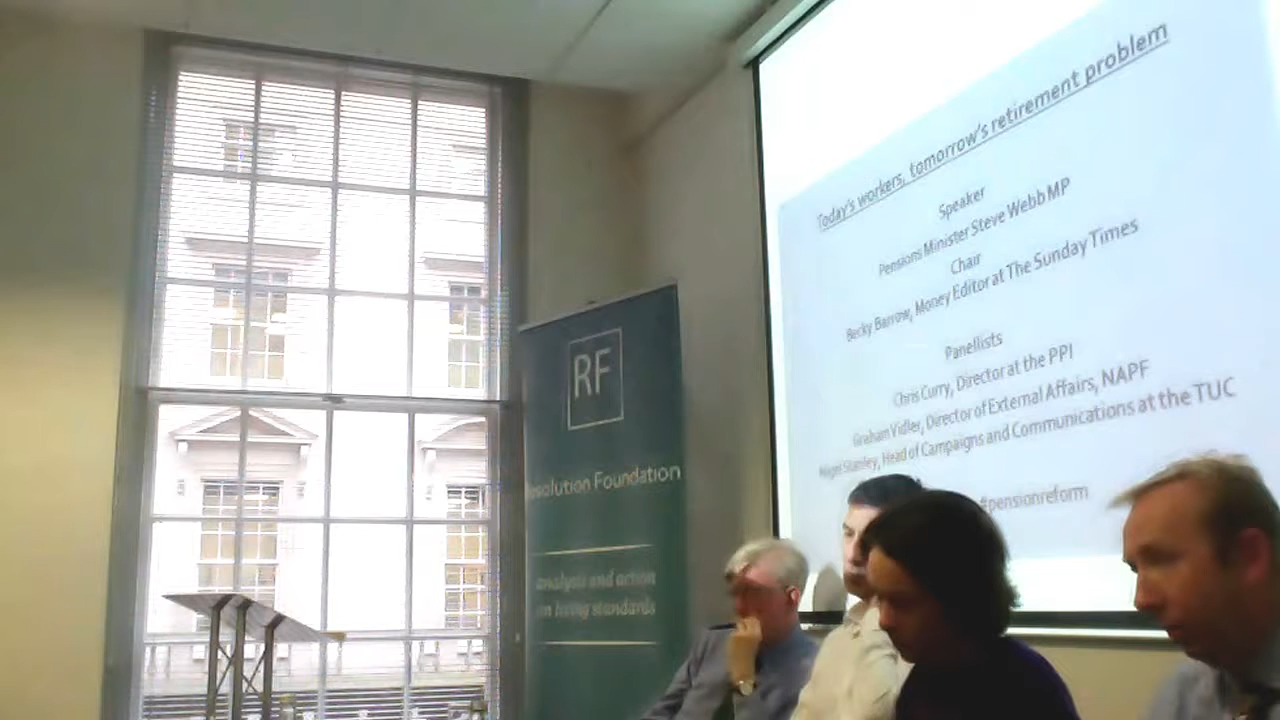 Today's workers, tomorrow's retirement problem
Speaker
Pensions Minister Steve Webb MP
Chair
Becky Barrow, Money Editor at The Sunday Times
Panellists
Chris Curry, Director at the PPI
Graham Vidler, Director of External Affairs, NAPF
Nigel Stanley, Head of Campaigns and Communications at the TUC
#pensionreform
RF
esolution Foundation
analysis and action
on living standards